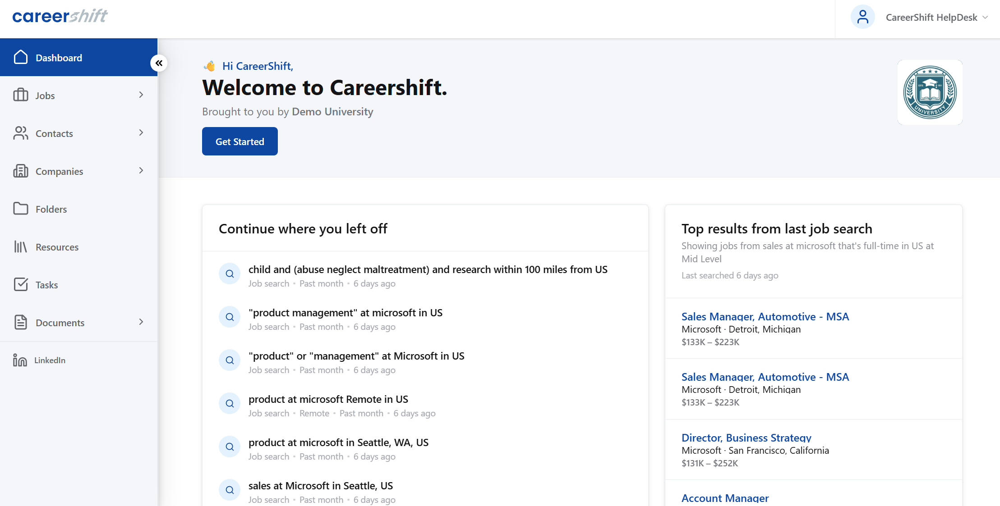 careershift
CareerShift HelpDesk
Dashboard
Jobs
Contacts
Companies
Folders
Resources
Tasks
Documents
LinkedIn
Hi CareerShift,
Welcome to Careershift.
Brought to you by Demo University
Get Started
UNIVERSITY
Continue where you left off
child and (abuse neglect maltreatment) and research within 100 miles from US
Job search • Past month • 6 days ago
"product management" at microsoft in US
Job search • Past month • 6 days ago
"product" or "management" at Microsoft in US
Job search • Past month • 6 days ago
product at microsoft Remote in US
Job search • Remote • Past month • 6 days ago
product at microsoft in Seattle, WA, US
Job search • Past month • 6 days ago
sales at Microsoft in Seattle, US
Job search • Past month • 6 days ago
Top results from last job search
Showing jobs from sales at microsoft that's full-time in US at
Mid Level
Last searched 6 days ago
Sales Manager, Automotive - MSA
Microsoft · Detroit, Michigan
$133K – $223K
Sales Manager, Automotive - MSA
Microsoft · Detroit, Michigan
$133K – $223K
Director, Business Strategy
Microsoft · San Francisco, California
$131K – $252K
Account Manager